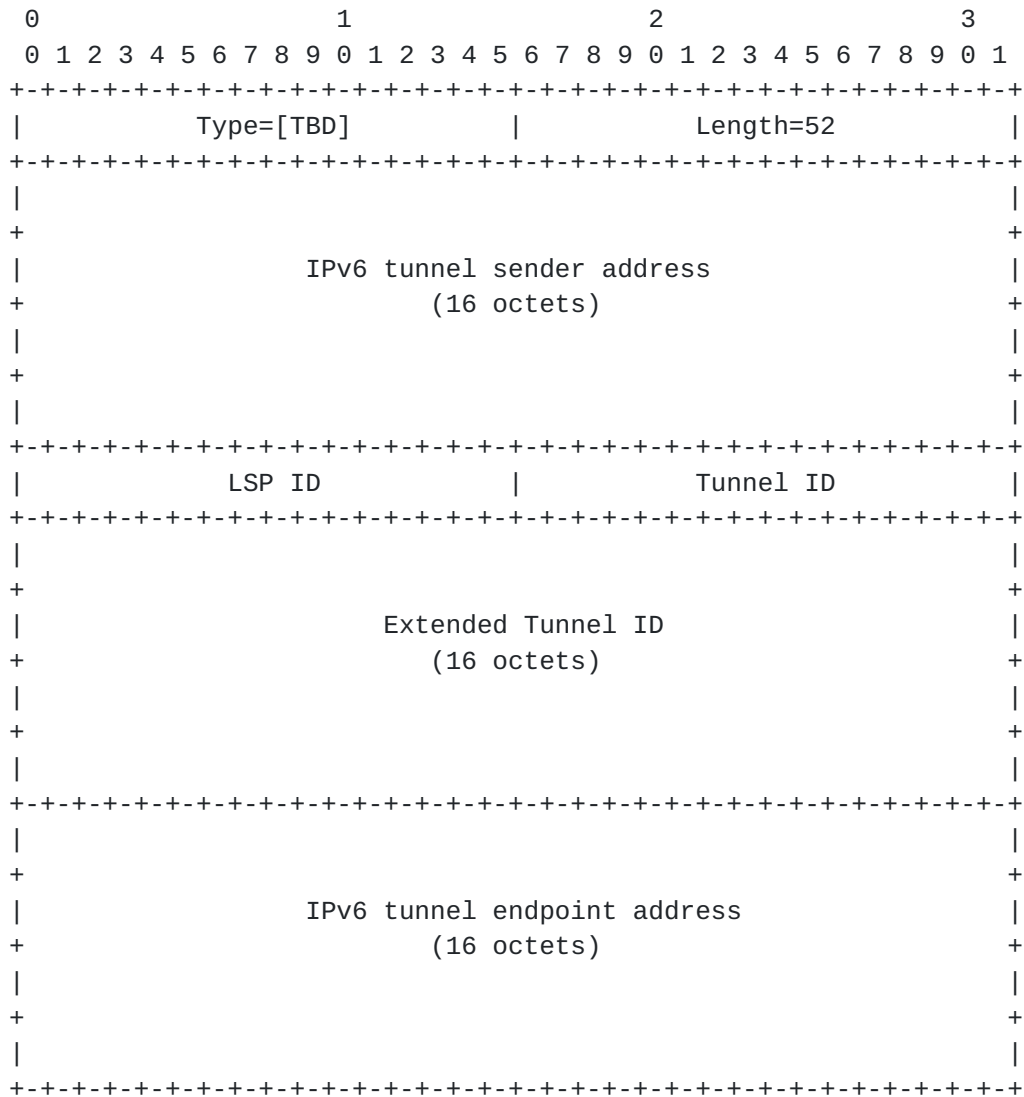 0                   1                   2                   3
 0 1 2 3 4 5 6 7 8 9 0 1 2 3 4 5 6 7 8 9 0 1 2 3 4 5 6 7 8 9 0 1
+-+-+-+-+-+-+-+-+-+-+-+-+-+-+-+-+-+-+-+-+-+-+-+-+-+-+-+-+-+-+-+-+
|           Type=[TBD]          |           Length=52           |
+-+-+-+-+-+-+-+-+-+-+-+-+-+-+-+-+-+-+-+-+-+-+-+-+-+-+-+-+-+-+-+-+
|                                                               |
+                                                               +
|                  IPv6 tunnel sender address                   |
+                          (16 octets)                          +
|                                                               |
+                                                               +
|                                                               |
+-+-+-+-+-+-+-+-+-+-+-+-+-+-+-+-+-+-+-+-+-+-+-+-+-+-+-+-+-+-+-+-+
|             LSP ID            |           Tunnel ID           |
+-+-+-+-+-+-+-+-+-+-+-+-+-+-+-+-+-+-+-+-+-+-+-+-+-+-+-+-+-+-+-+-+
|                                                               |
+                                                               +
|                       Extended Tunnel ID                      |
+                          (16 octets)                          +
|                                                               |
+                                                               +
|                                                               |
+-+-+-+-+-+-+-+-+-+-+-+-+-+-+-+-+-+-+-+-+-+-+-+-+-+-+-+-+-+-+-+-+
|                                                               |
+                                                               +
|                  IPv6 tunnel endpoint address                 |
+                          (16 octets)                          +
|                                                               |
+                                                               +
|                                                               |
+-+-+-+-+-+-+-+-+-+-+-+-+-+-+-+-+-+-+-+-+-+-+-+-+-+-+-+-+-+-+-+-+